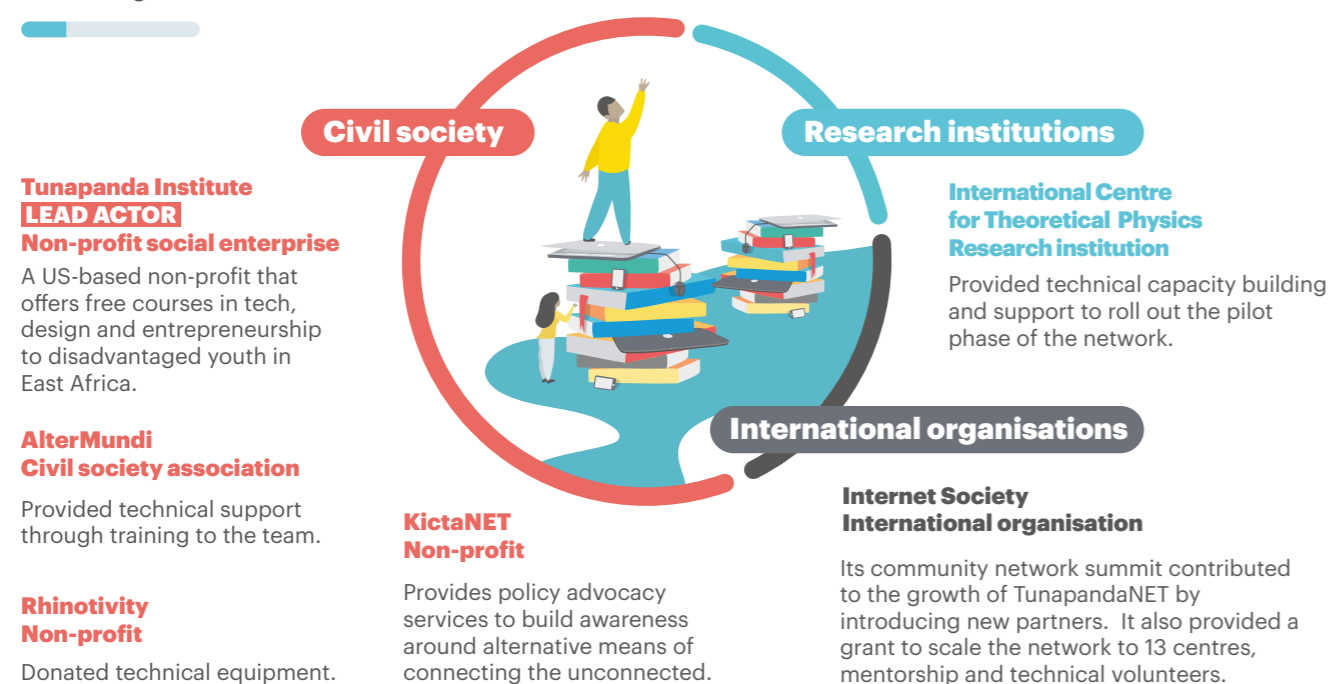 Civil society
Research institutions
Tunapanda Institute
LEAD ACTOR
Non-profit social enterprise
A US-based non-profit that
offers free courses in tech,
design and entrepreneurship
to disadvantaged youth in
East Africa.
AlterMundi
Civil society association
Provided technical support
through training to the team.
Rhinotivity
Non-profit
Donated technical equipment.
KictaNET
Non-profit
Provides policy advocacy
services to build awareness
around alternative means of
connecting the unconnected.
International Centre
for Theoretical Physics
Research institution
Provided technical capacity building
and support to roll out the pilot
phase of the network.
International organisations
Internet Society
International organisation
Its community network summit contributed
to the growth of TunapandaNET by
introducing new partners. It also provided a
grant to scale the network to 13 centres,
mentorship and technical volunteers.